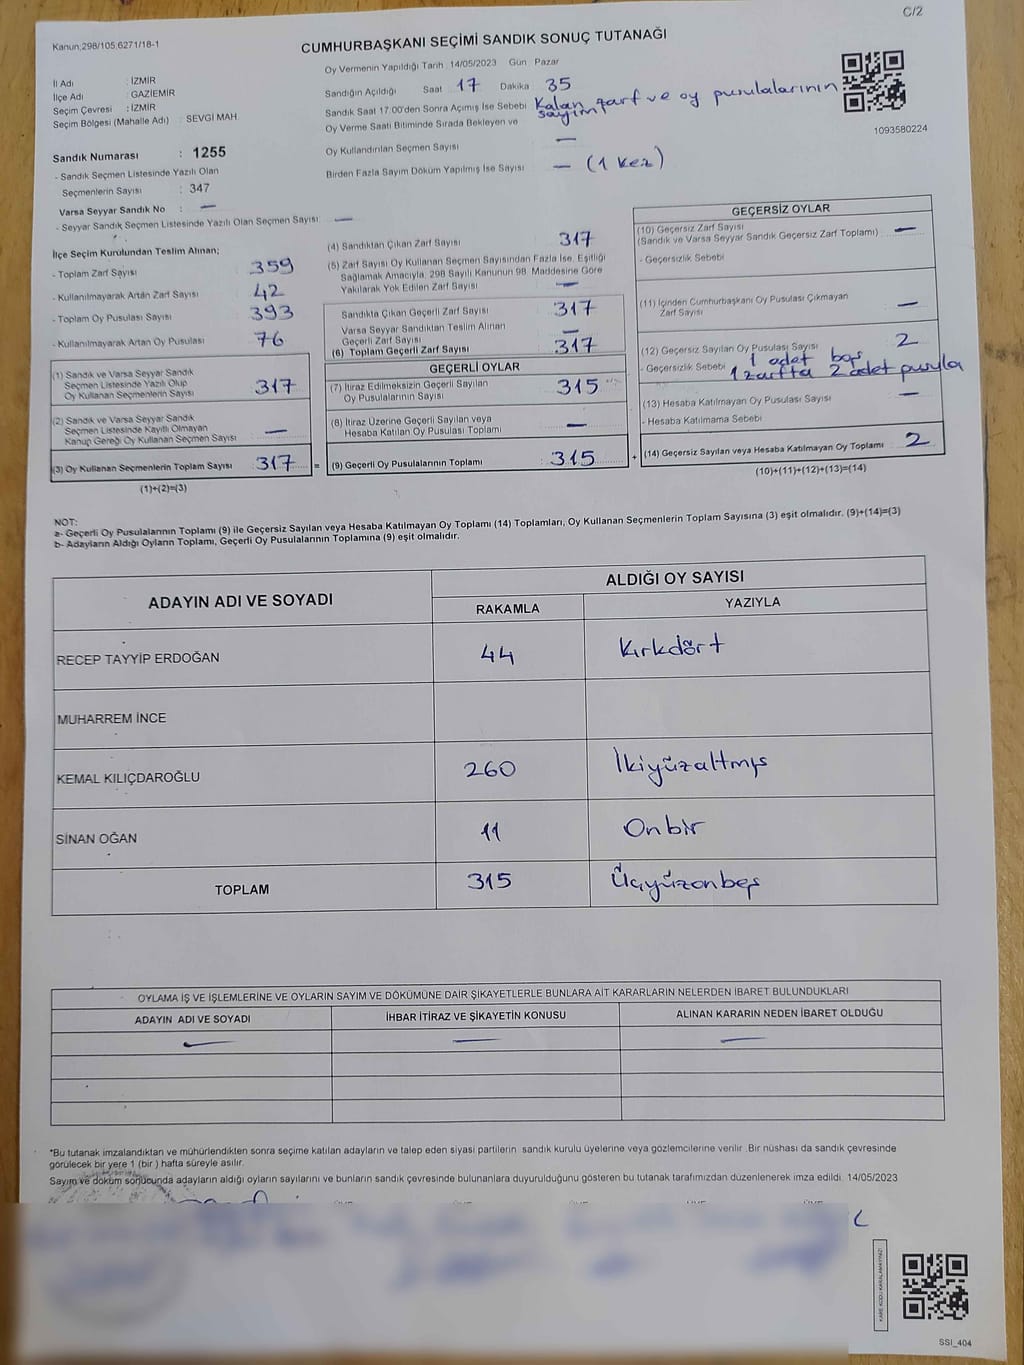 C/2
Kanun;298/105;6271/18-1
CUMHURBAŞKANI SEÇİMİ SANDIK SONUÇ TUTANAĞI
İl Adı : İZMİR
İlçe Adı : GAZİEMİR
Seçim Çevresi : İZMİR
Seçim Bölgesi (Mahalle Adı) : SEVGİ MAH.
Sandık Numarası : 1255
- Sandık Seçmen Listesinde Yazılı Olan
Seçmenlerin Sayısı : 347
Varsa Seyyar Sandık No : —
- Seyyar Sandık Seçmen Listesinde Yazılı Olan Seçmen Sayısı: —
Oy Vermenin Yapıldığı Tarih : 14/05/2023 Gün : Pazar
Sandığın Açıldığı Saat 17 Dakika 35
Sandık Saat 17.00'den Sonra Açımış İse Sebebi Kalan zarf ve oy pusulalarının
sayımı
Oy Verme Saati Bitiminde Sırada Bekleyen ve
Oy Kullandırılan Seçmen Sayısı —
Birden Fazla Sayım Döküm Yapılmış İse Sayısı — (1 kez)
1093580224
İlçe Seçim Kurulundan Teslim Alınan;
- Toplam Zarf Sayısı 359
- Kullanılmayarak Artan Zarf Sayısı 42
- Toplam Oy Pusulası Sayısı 393
- Kullanılmayarak Artan Oy Pusulası 76
(1) Sandık ve Varsa Seyyar Sandık
Seçmen Listesinde Yazılı Olup
Oy Kullanan Seçmenlerin Sayısı : 317
(2) Sandık ve Varsa Seyyar Sandık
Seçmen Listesinde Kayıtlı Olmayan
Kanun Gereği Oy Kullanan Seçmen Sayısı : —
(3) Oy Kullanan Seçmenlerin Toplam Sayısı : 317 =
(1)+(2)=(3)
(4) Sandıktan Çıkan Zarf Sayısı : 317
(5) Zarf Sayısı Oy Kullanan Seçmen Sayısından Fazla İse, Eşitliği
Sağlamak Amacıyla, 298 Sayılı Kanunun 98. Maddesine Göre
Yakılarak Yok Edilen Zarf Sayısı : —
Sandıkta Çıkan Geçerli Zarf Sayısı : 317
Varsa Seyyar Sandıktan Teslim Alınan
Geçerli Zarf Sayısı : —
(6) Toplam Geçerli Zarf Sayısı : 317
GEÇERLİ OYLAR
(7) İtiraz Edilmeksizin Geçerli Sayılan
Oy Pusulalarının Sayısı : 315
(8) İtiraz Üzerine Geçerli Sayılan veya
Hesaba Katılan Oy Pusulası Toplamı : —
(9) Geçerli Oy Pusulalarının Toplamı : 315 +
GEÇERSİZ OYLAR
(10) Geçersiz Zarf Sayısı
(Sandık ve Varsa Seyyar Sandık Geçersiz Zarf Toplamı) : —
- Geçersizlik Sebebi
(11) İçinden Cumhurbaşkanı Oy Pusulası Çıkmayan
Zarf Sayısı : —
(12) Geçersiz Sayılan Oy Pusulası Sayısı : 2
- Geçersizlik Sebebi : 1 adet boş
1 zarfta 2 adet pusula
(13) Hesaba Katılmayan Oy Pusulası Sayısı : —
- Hesaba Katılmama Sebebi
(14) Geçersiz Sayılan veya Hesaba Katılmayan Oy Toplamı : 2
(10)+(11)+(12)+(13)=(14)
NOT:
a- Geçerli Oy Pusulalarının Toplamı (9) ile Geçersiz Sayılan veya Hesaba Katılmayan Oy Toplamı (14) Toplamları, Oy Kullanan Seçmenlerin Toplam Sayısına (3) eşit olmalıdır. (9)+(14)=(3)
b- Adayların Aldığı Oyların Toplamı, Geçerli Oy Pusulalarının Toplamına (9) eşit olmalıdır.
ADAYIN ADI VE SOYADI ALDIĞI OY SAYISI
RAKAMLA YAZIYLA
RECEP TAYYİP ERDOĞAN 44 Kırkdört
MUHARREM İNCE
KEMAL KILIÇDAROĞLU 260 İkiyüzaltmış
SİNAN OĞAN 11 Onbir
TOPLAM 315 Üçyüzonbeş
OYLAMA İŞ VE İŞLEMLERİNE VE OYLARIN SAYIM VE DÖKÜMÜNE DAİR ŞİKAYETLERLE BUNLARA AİT KARARLARIN NELERDEN İBARET BULUNDUKLARI
ADAYIN ADI VE SOYADI İHBAR İTİRAZ VE ŞİKAYETİN KONUSU ALINAN KARARIN NEDEN İBARET OLDUĞU
— — —
*Bu tutanak imzalandıktan ve mühürlendikten sonra seçime katılan adayların ve talep eden siyasi partilerin sandık kurulu üyelerine veya gözlemcilerine verilir. Bir nüshası da sandık çevresinde
görülecek bir yere 1 (bir) hafta süreyle asılır.
Sayım ve döküm sonucunda adayların aldığı oyların sayılarını ve bunların sandık çevresinde bulunanlara duyurulduğunu gösteren bu tutanak tarafımızdan düzenlenerek imza edildi. 14/05/2023
KARE KODU KARALAMAYINIZ!
SSI_404